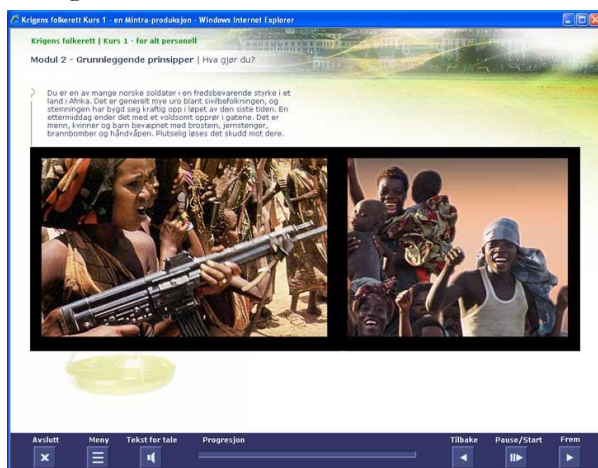 Krigens folkerett Kurs 1 - en Mintra-produksjon - Windows Internet Explorer
Krigens folkerett | Kurs 1 - for alt personell
Modul 2 - Grunnleggende prinsipper | Hva gjør du?
Du er en av mange norske soldater i en fredsbevarende styrke i et
land i Afrika. Det er generelt mye uro blant sivilbefolkningen, og
stemningen har bygd seg kraftig opp i løpet av den siste tiden. En
ettermiddag ender det med et voldsomt opprør i gatene. Det er
menn, kvinner og barn bevæpnet med brostein, jernstenger,
brannbomber og håndvåpen. Plutselig løses det skudd mot dere.
Avslutt Meny Tekst for tale Progresjon Tilbake Pause/Start Frem